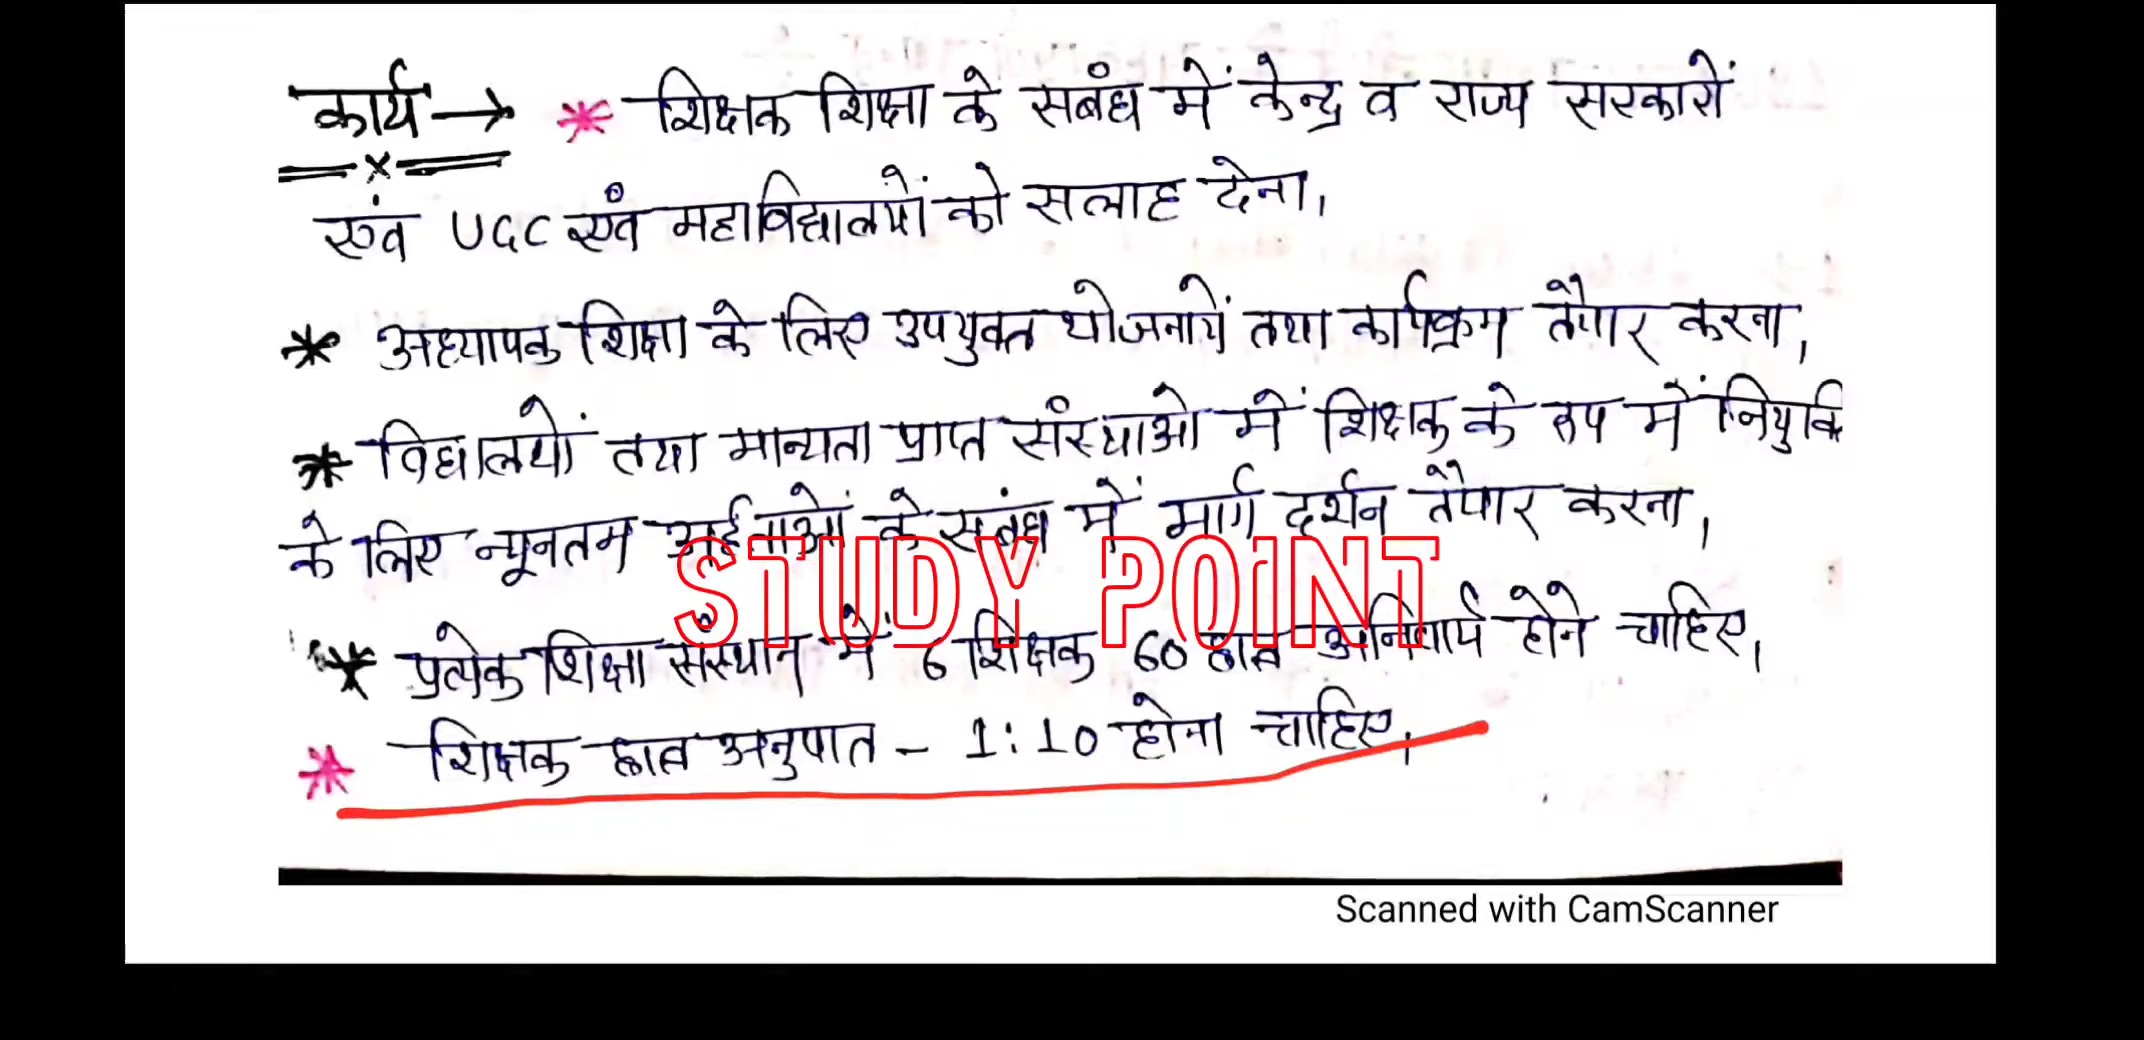 कार्य → * शिक्षक शिक्षा के सबंध में केन्द्र व राज्य सरकारों
एंव UGC एंव महाविद्यालयों को सलाह देना।
* अध्यापक शिक्षा के लिए उपयुक्त योजनायें तथा कार्यक्रम तैयार करना।
* विद्यालयों तथा मान्यता प्राप्त संस्थाओ में शिक्षक के रुप में नियुक्ति
के लिए न्यूनतम अर्हताओं के सबंध में मार्ग दर्शन तैयार करना।
STUDY POINT
* प्रत्येक शिक्षा संस्थान में 6 शिक्षक 60 छात्र अनिवार्य होने चाहिए।
* शिक्षक छात्र अनुपात - 1:10 होना चाहिए।
Scanned with CamScanner